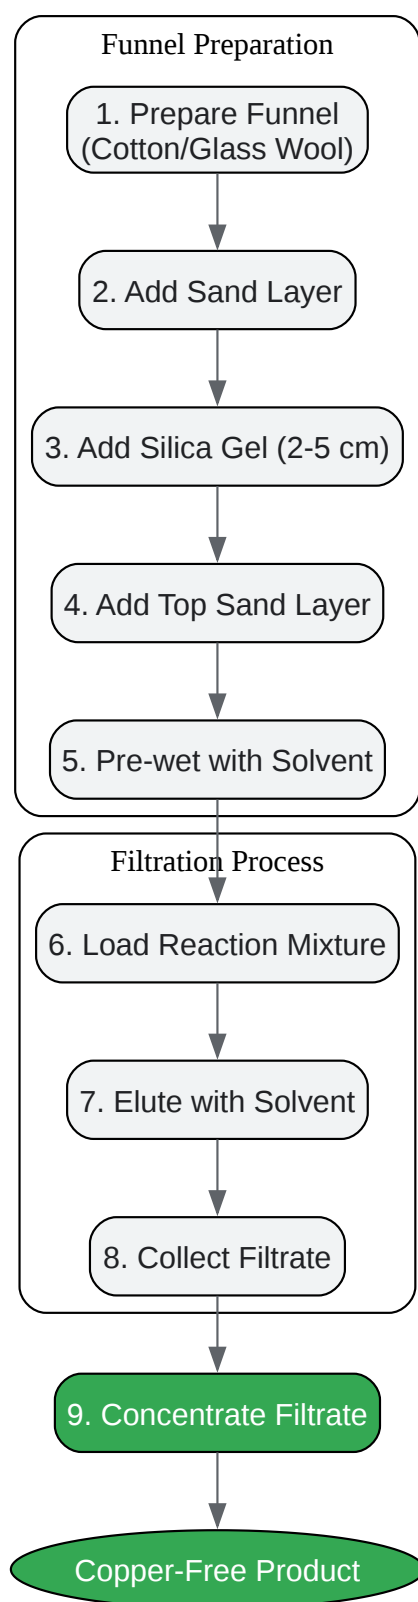 Funnel Preparation
1. Prepare Funnel
(Cotton/Glass Wool)
2. Add Sand Layer
3. Add Silica Gel (2-5 cm)
4. Add Top Sand Layer
5. Pre-wet with Solvent
Filtration Process
6. Load Reaction Mixture
7. Elute with Solvent
8. Collect Filtrate
9. Concentrate Filtrate
Copper-Free Product